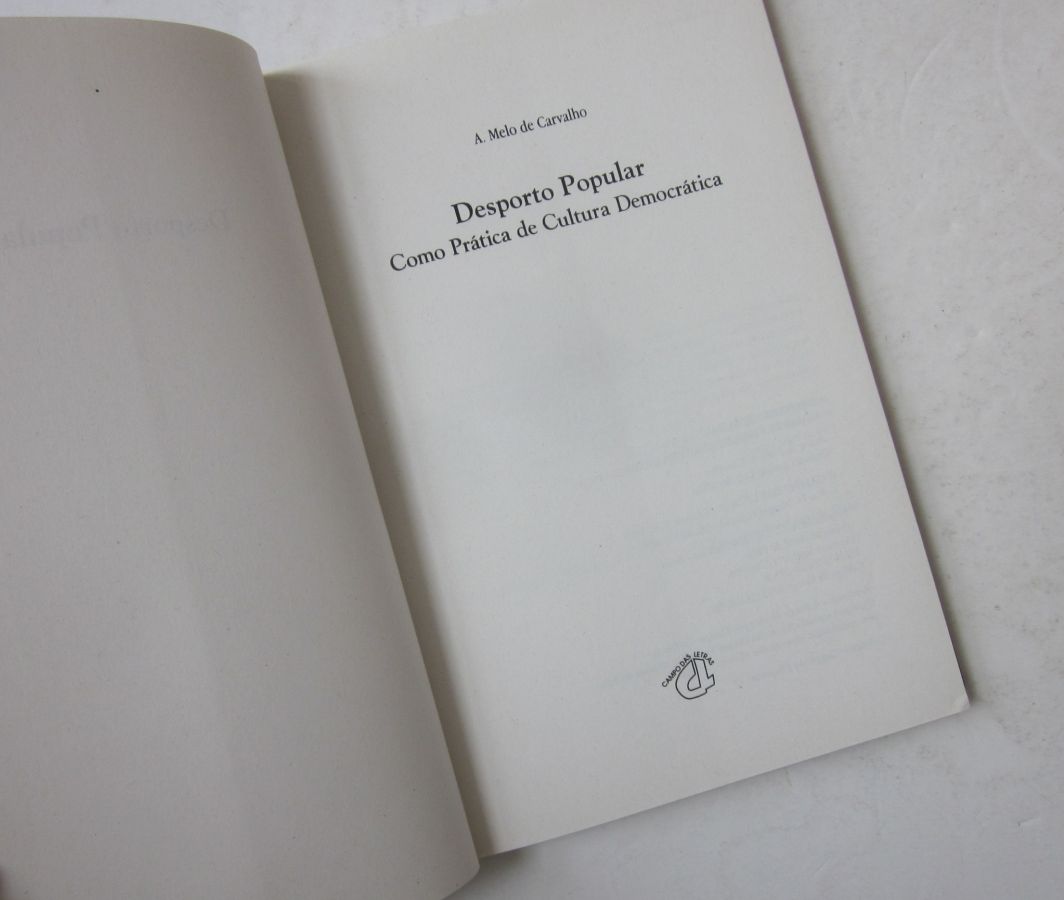 A. Melo de Carvalho
Desporto Popular
Como Prática de Cultura Democrática
CAMPO DAS LETRAS